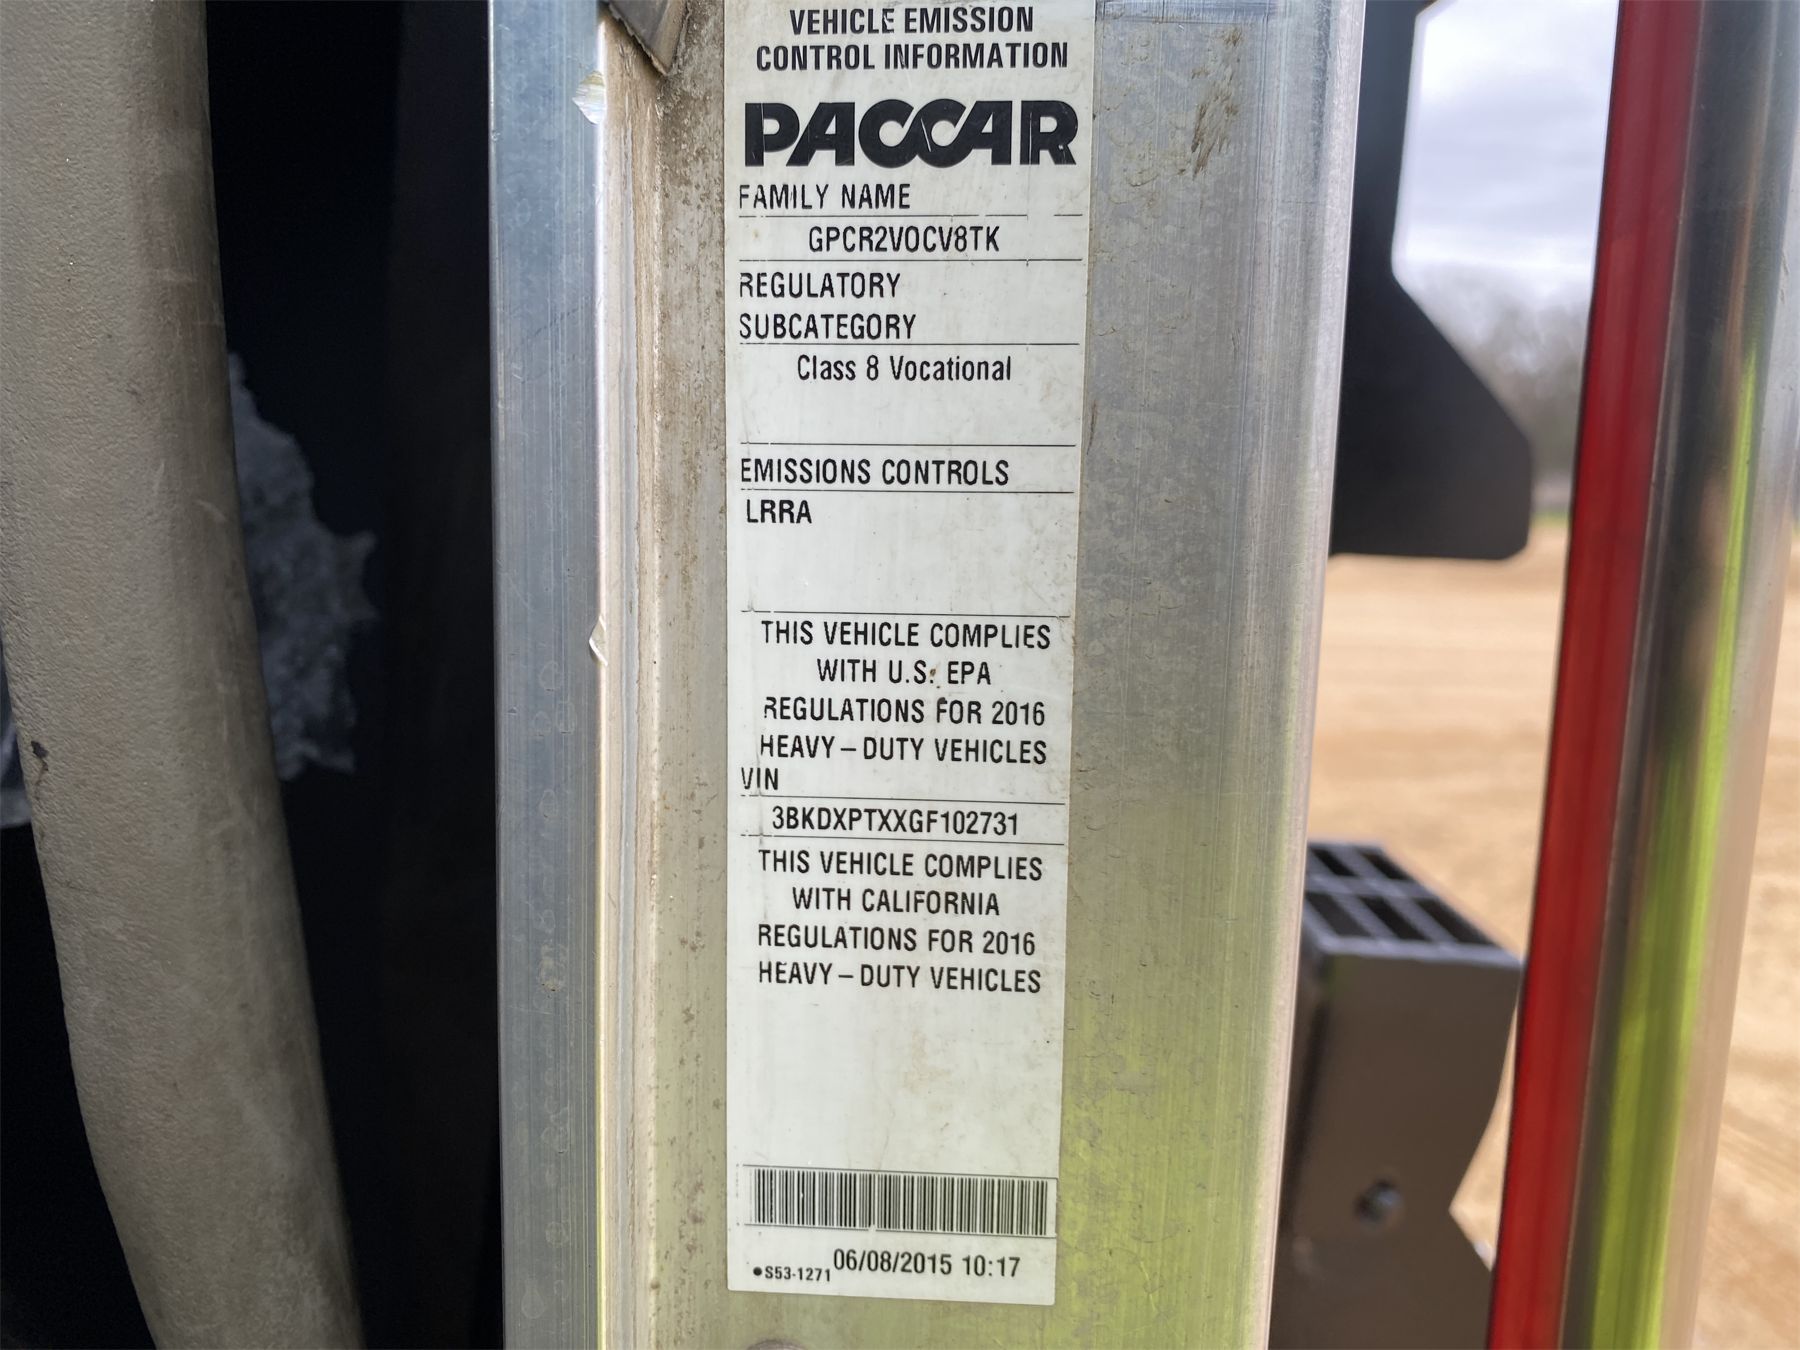 VEHICLE EMISSION
CONTROL INFORMATION
PACCAR
FAMILY NAME
GPCR2VOCV8TK
REGULATORY
SUBCATEGORY
Class 8 Vocational
EMISSIONS CONTROLS
LRRA
THIS VEHICLE COMPLIES
WITH U.S. EPA
REGULATIONS FOR 2016
HEAVY–DUTY VEHICLES
VIN
3BKDXPTXXGF102731
THIS VEHICLE COMPLIES
WITH CALIFORNIA
REGULATIONS FOR 2016
HEAVY–DUTY VEHICLES
•S53-1271 06/08/2015 10:17